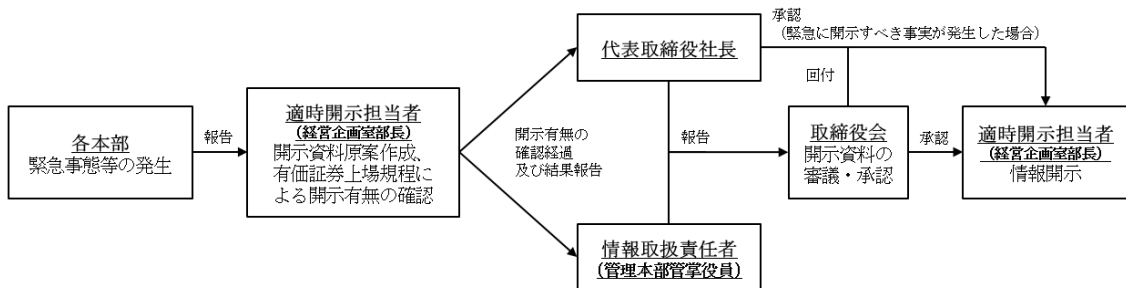 各本部
緊急事態等の発生
報告
適時開示担当者
(経営企画室部長)
開示資料原案作成、
有価証券上場規程に
よる開示有無の確認
開示有無の
確認経過
及び結果報告
代表取締役社長
情報取扱責任者
(管理本部管掌役員)
報告
承認
(緊急に開示すべき事実が発生した場合)
回付
取締役会
開示資料の
審議・承認
承認
適時開示担当者
(経営企画室部長)
情報開示